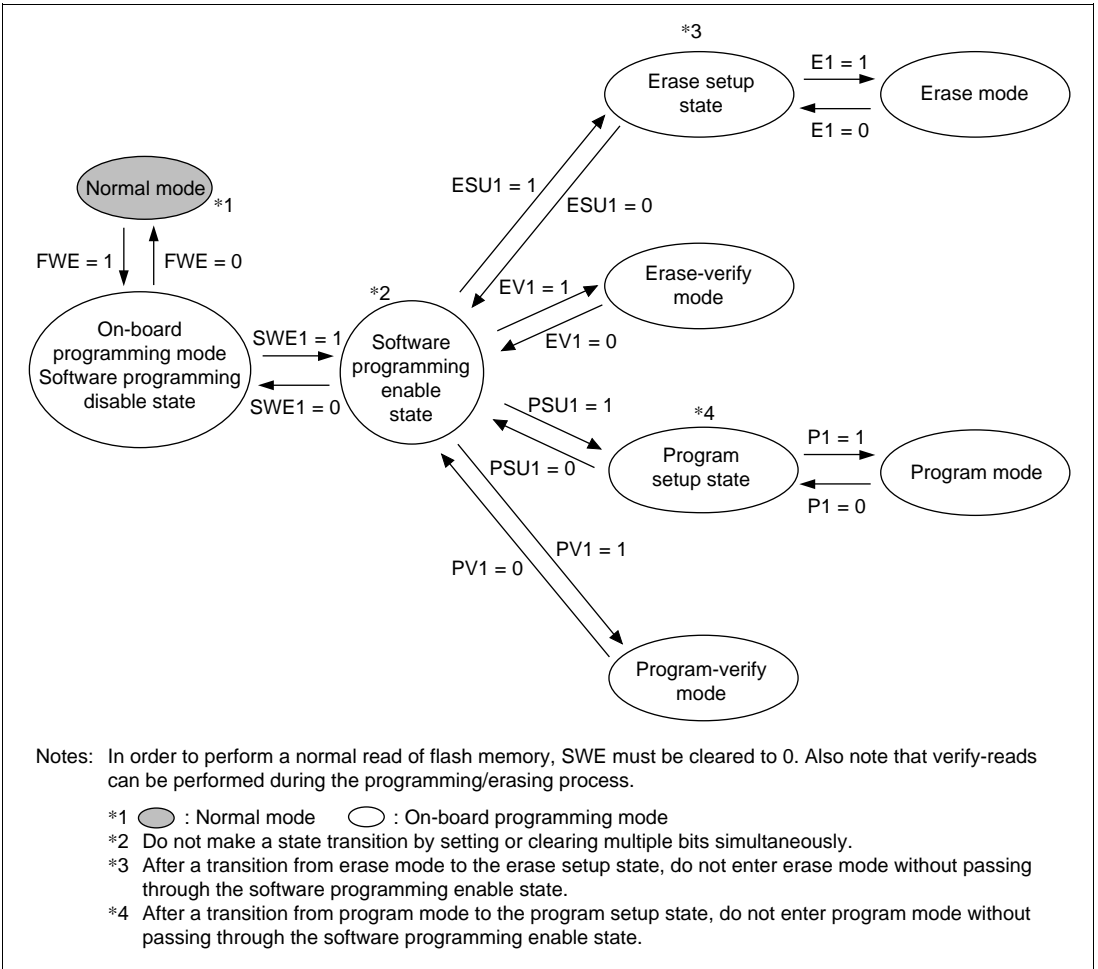 *3
Erase setup
state
E1 = 1
E1 = 0
Erase mode
Normal mode
*1
FWE = 1
FWE = 0
ESU1 = 1
ESU1 = 0
Erase-verify
mode
EV1 = 1
EV1 = 0
*2
On-board
programming mode
Software programming
disable state
SWE1 = 1
SWE1 = 0
Software
programming
enable
state
PSU1 = 1
PSU1 = 0
*4
Program
setup state
P1 = 1
P1 = 0
Program mode
PV1 = 1
PV1 = 0
Program-verify
mode
Notes: In order to perform a normal read of flash memory, SWE must be cleared to 0. Also note that verify-reads
can be performed during the programming/erasing process.
*1 : Normal mode : On-board programming mode
*2 Do not make a state transition by setting or clearing multiple bits simultaneously.
*3 After a transition from erase mode to the erase setup state, do not enter erase mode without passing
through the software programming enable state.
*4 After a transition from program mode to the program setup state, do not enter program mode without
passing through the software programming enable state.